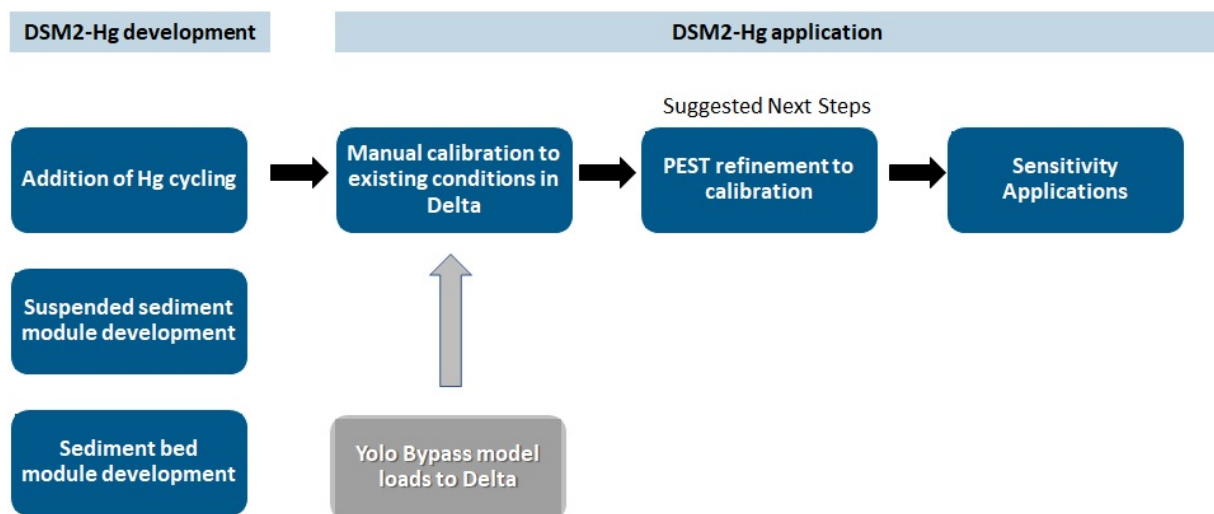 DSM2-Hg development
DSM2-Hg application
Suggested Next Steps
Addition of Hg cycling
Manual calibration to
existing conditions in
Delta
PEST refinement to
calibration
Sensitivity
Applications
Suspended sediment
module development
Sediment bed
module development
Yolo Bypass model
loads to Delta